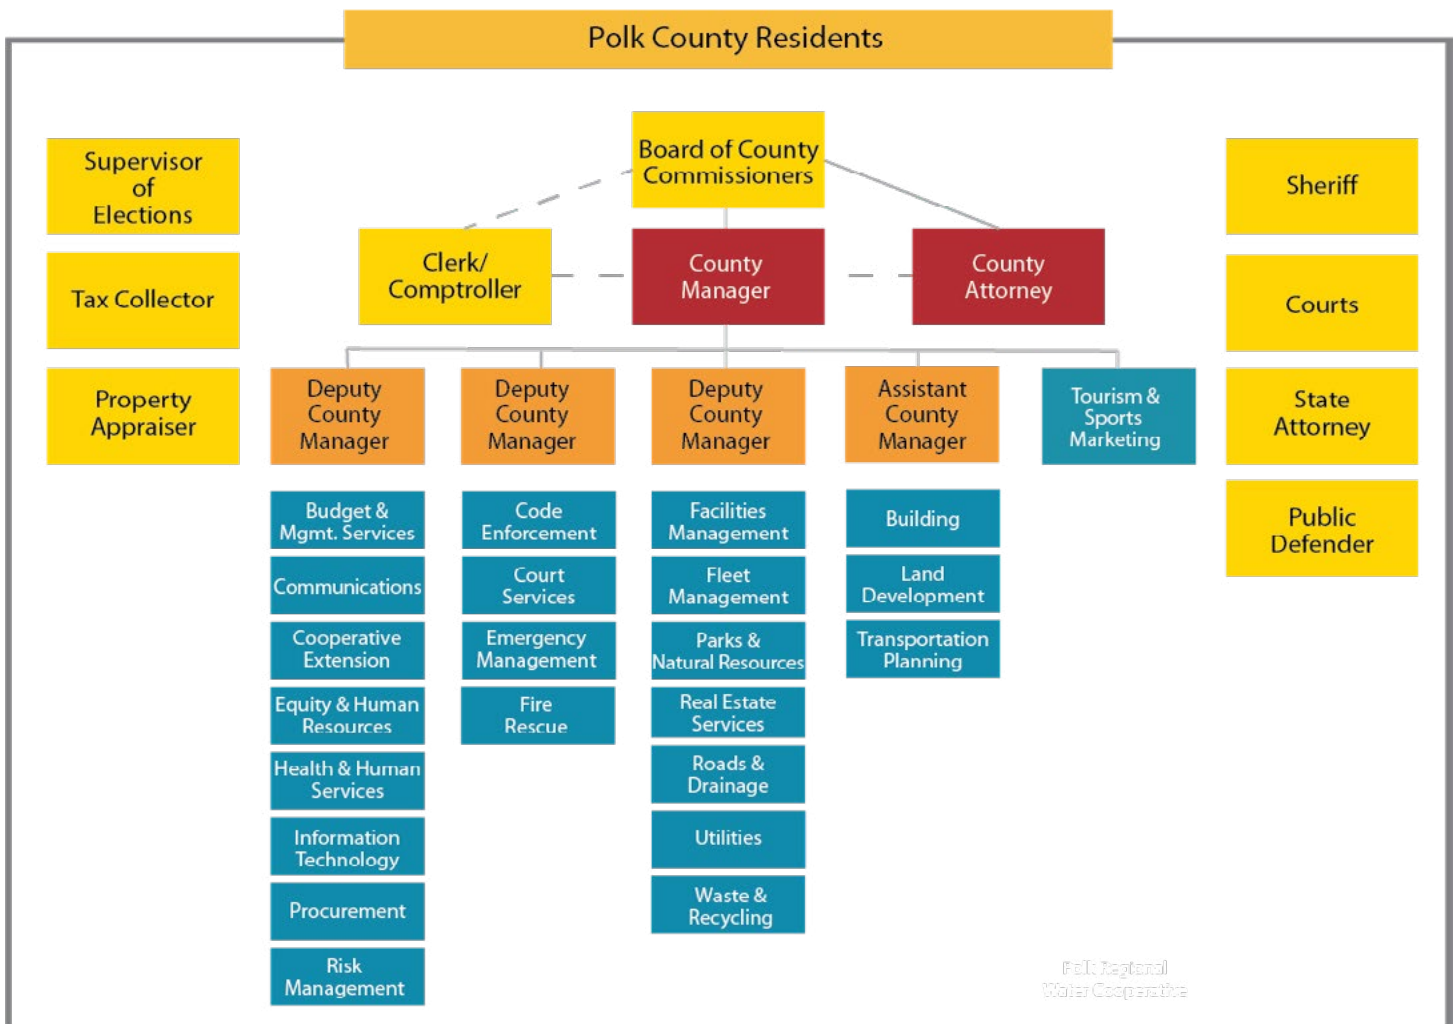 Polk County Residents
Board of County
Commissioners
Supervisor
of
Elections
Tax Collector
Property
Appraiser
Clerk/
Comptroller
County
Manager
County
Attorney
Sheriff
Courts
State
Attorney
Public
Defender
Deputy
County
Manager
Budget &
Mgmt. Services
Communications
Cooperative
Extension
Equity & Human
Resources
Health & Human
Services
Information
Technology
Procurement
Risk
Management
Deputy
County
Manager
Code
Enforcement
Court
Services
Emergency
Management
Fire
Rescue
Deputy
County
Manager
Facilities
Management
Fleet
Management
Parks &
Natural Resources
Real Estate
Services
Roads &
Drainage
Utilities
Waste &
Recycling
Assistant
County
Manager
Building
Land
Development
Transportation
Planning
Tourism &
Sports
Marketing
Polk Regional
Water Cooperative